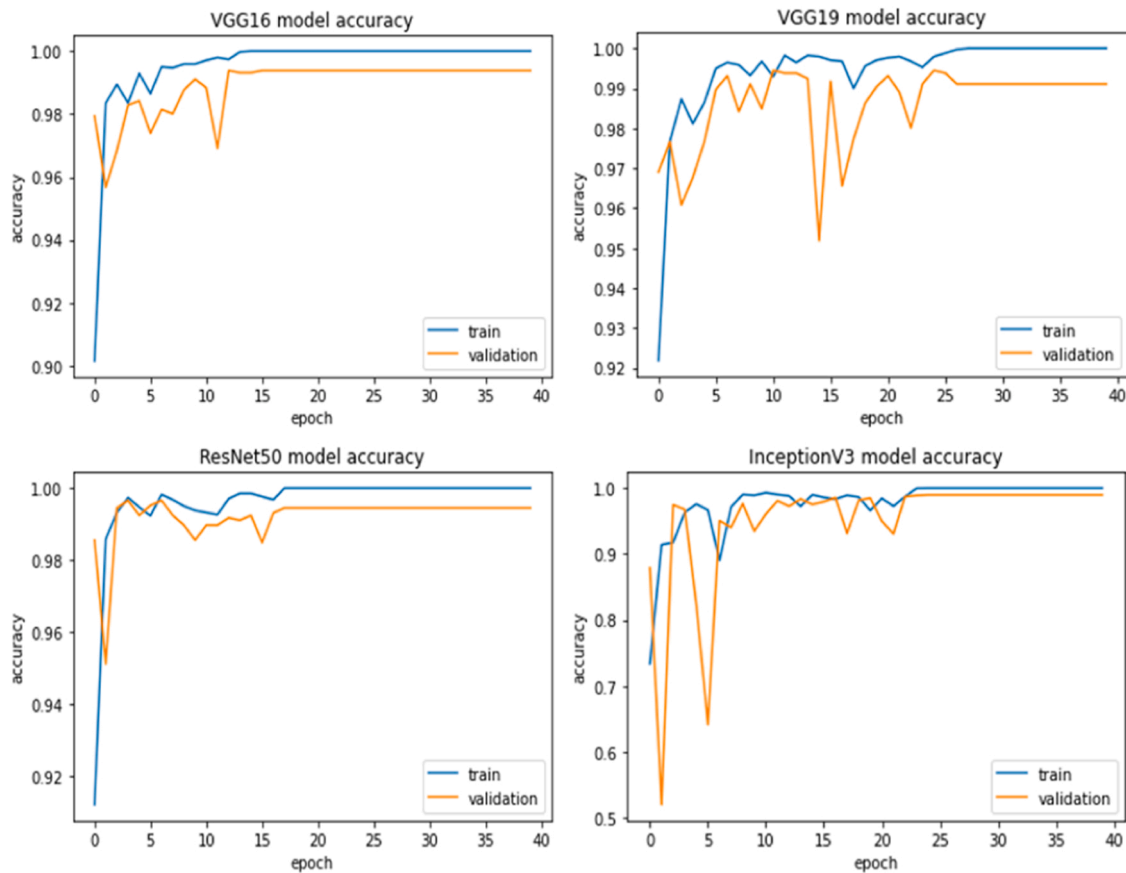 VGG16 model accuracy
1.00
0.98
0.96
0.94
0.92
0.90
accuracy
train
validation
0 5 10 15 20 25 30 35 40
epoch
VGG19 model accuracy
1.00
0.99
0.98
0.97
0.96
0.95
0.94
0.93
0.92
accuracy
train
validation
0 5 10 15 20 25 30 35 40
epoch
ResNet50 model accuracy
1.00
0.98
0.96
0.94
0.92
accuracy
train
validation
0 5 10 15 20 25 30 35 40
epoch
InceptionV3 model accuracy
1.0
0.9
0.8
0.7
0.6
0.5
accuracy
train
validation
0 5 10 15 20 25 30 35 40
epoch